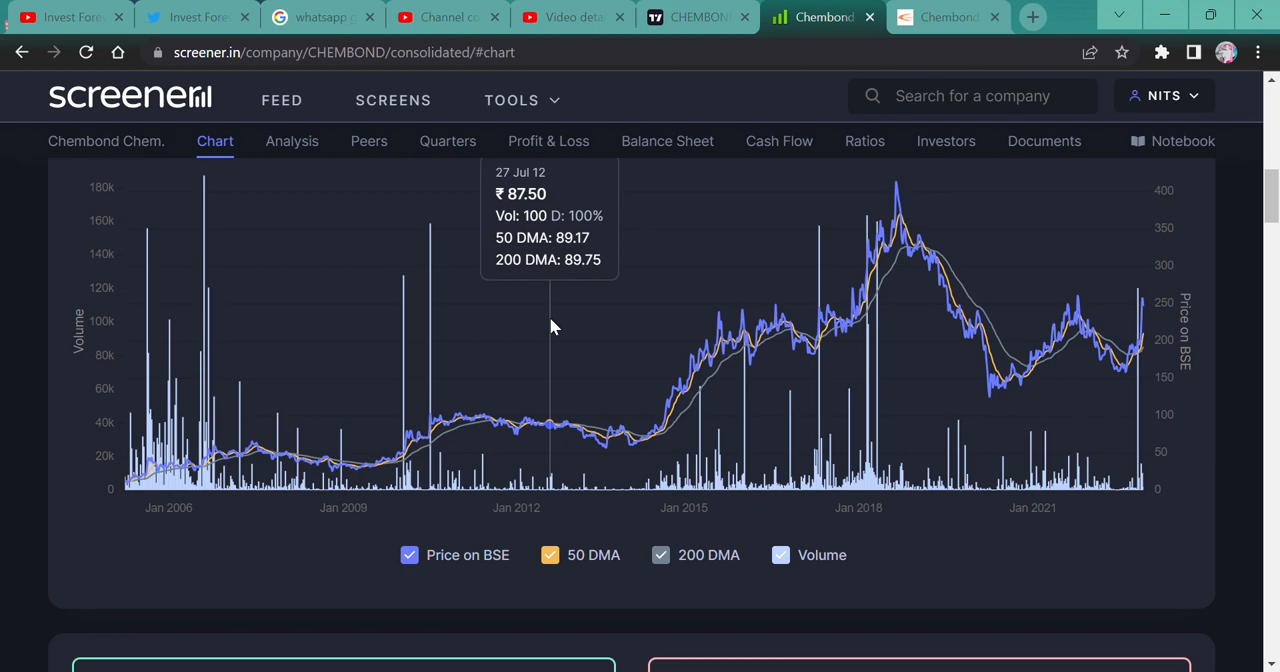 Invest Fore
Invest Fore
whatsapp g
Channel co
Video deta
CHEMBON
Chembond
Chembond
screener.in/company/CHEMBOND/consolidated/#chart
screener
FEED
SCREENS
TOOLS
Search for a company
NITS
Chembond Chem.
Chart
Analysis
Peers
Quarters
Profit & Loss
Balance Sheet
Cash Flow
Ratios
Investors
Documents
Notebook
27 Jul 12
₹ 87.50
Vol: 100 D: 100%
50 DMA: 89.17
200 DMA: 89.75
180k
160k
140k
120k
100k
80k
60k
40k
20k
0
Volume
400
350
300
250
200
150
100
50
0
Price on BSE
Jan 2006
Jan 2009
Jan 2012
Jan 2015
Jan 2018
Jan 2021
Price on BSE
50 DMA
200 DMA
Volume